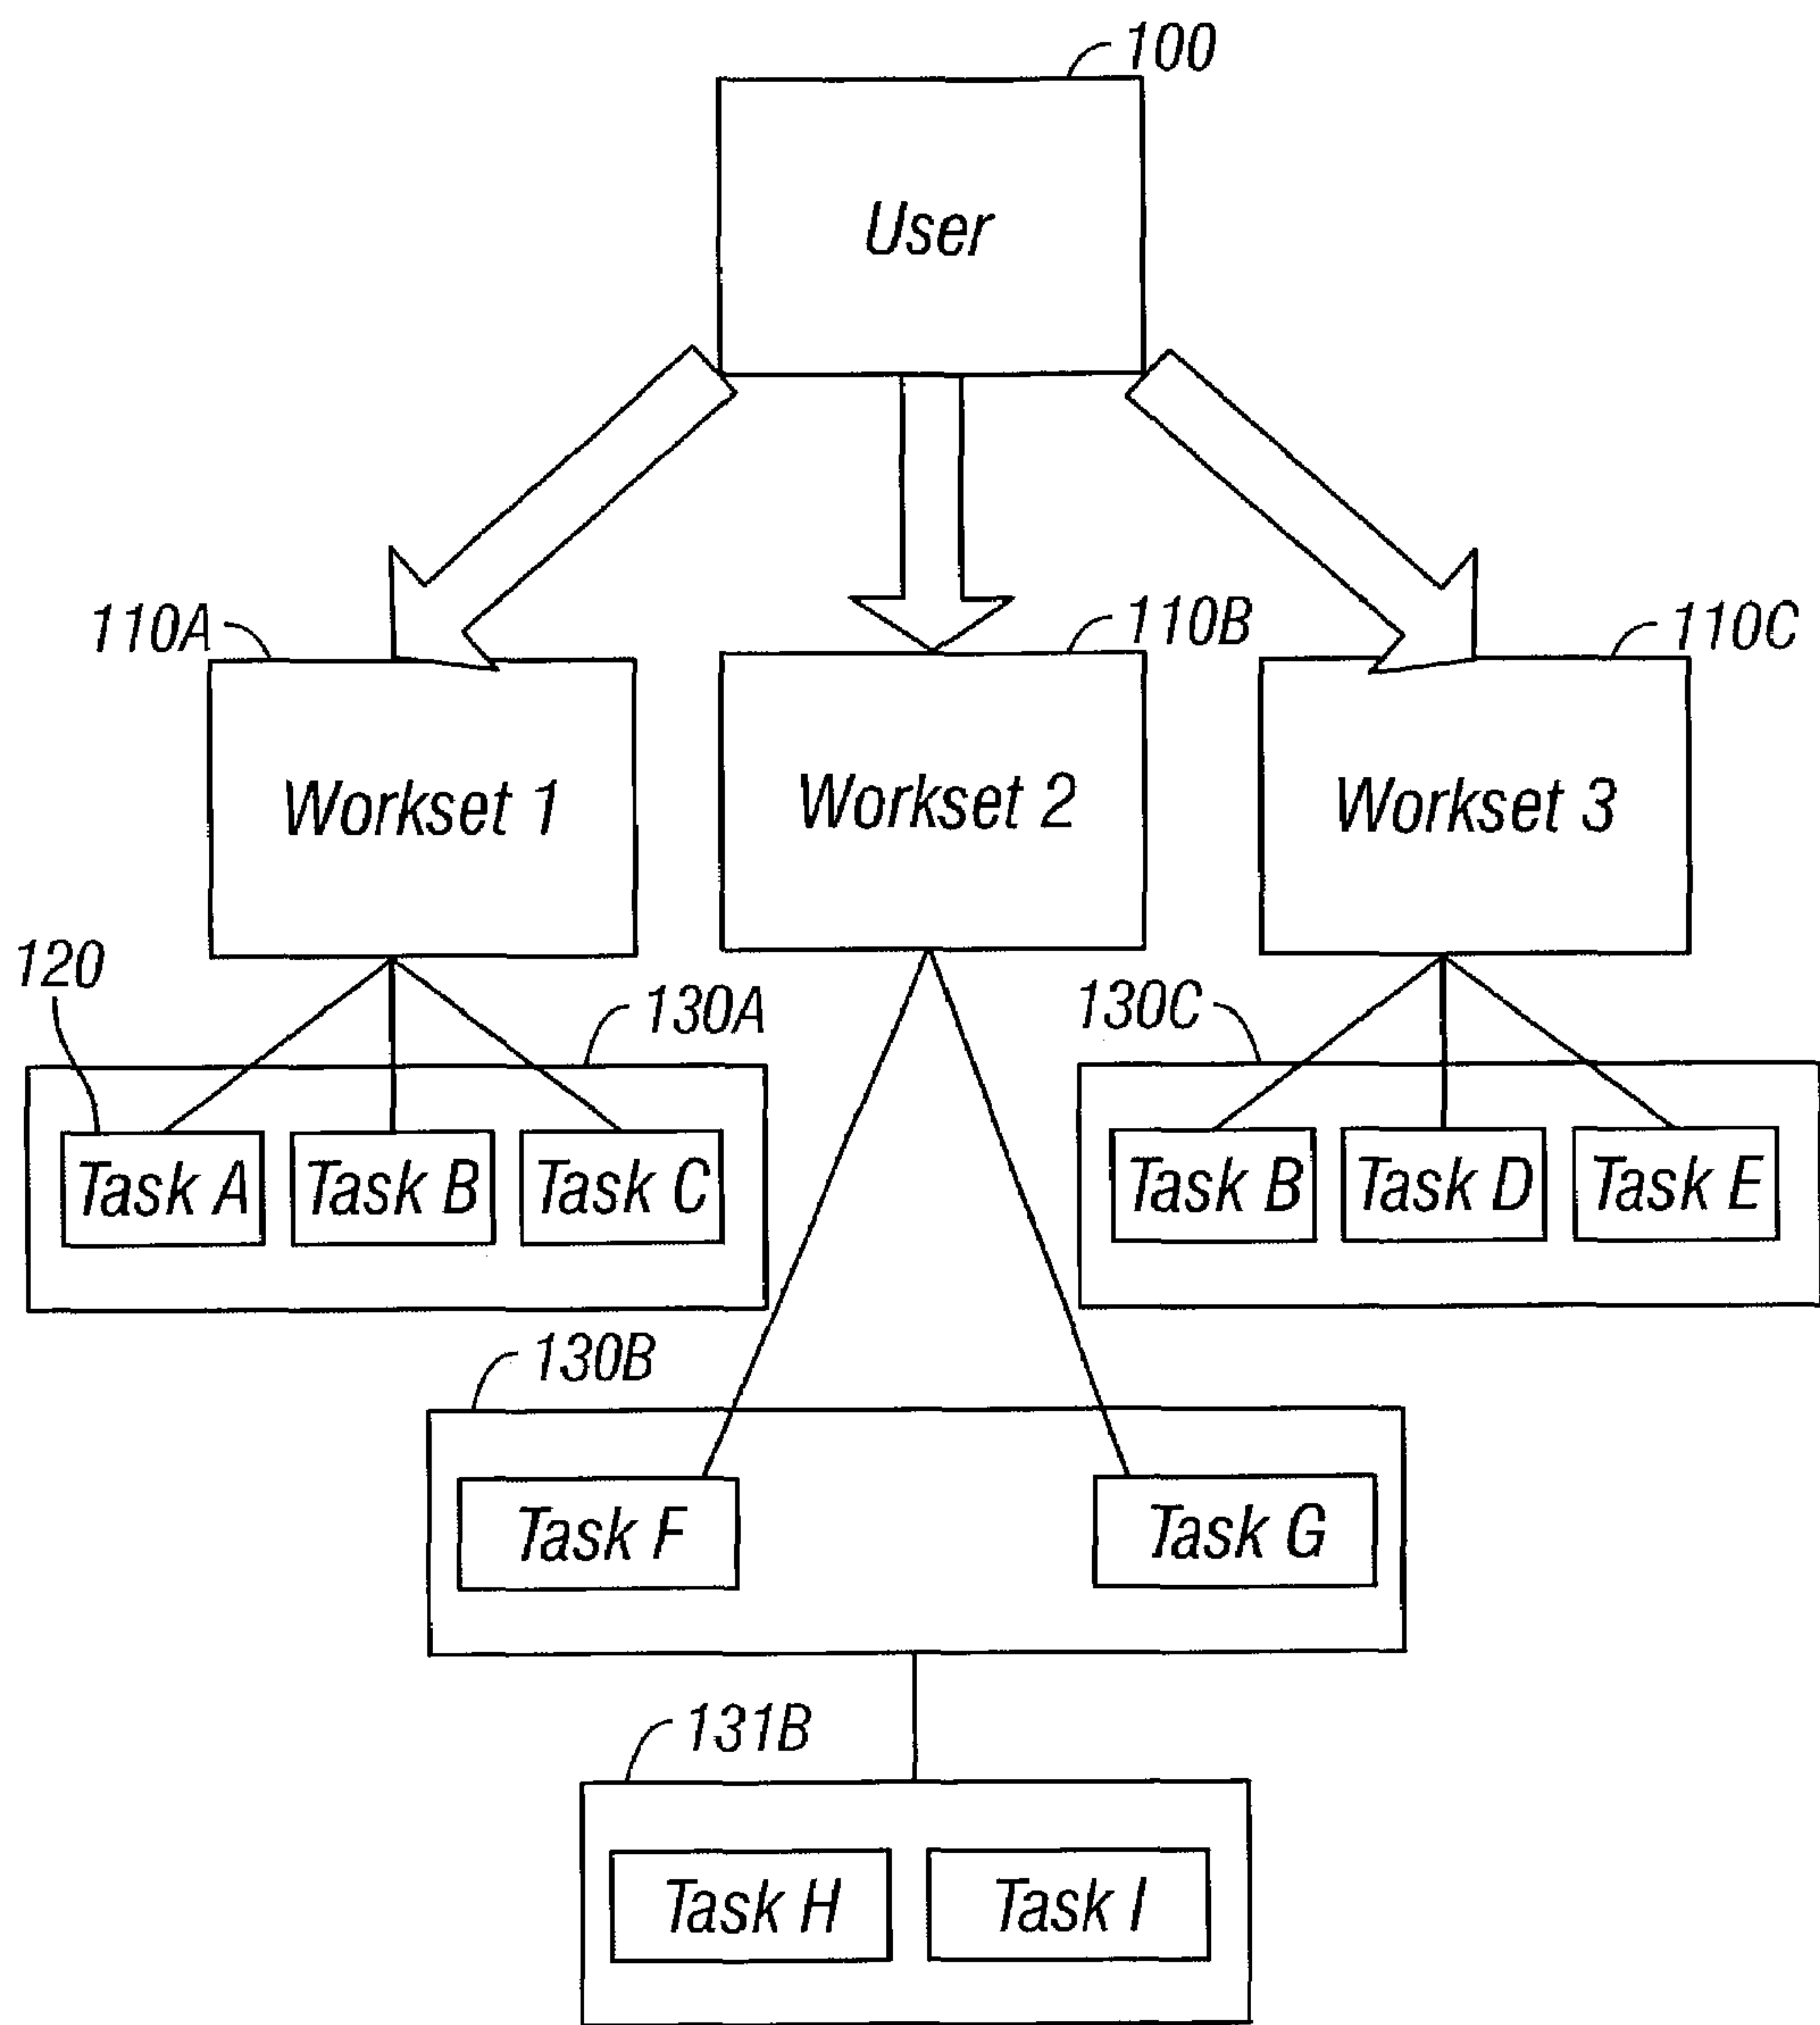 100
User
110A
110B
110C
Workset 1
Workset 2
Workset 3
120
130A
130C
Task A
Task B
Task C
Task B
Task D
Task E
130B
Task F
Task G
131B
Task H
Task I